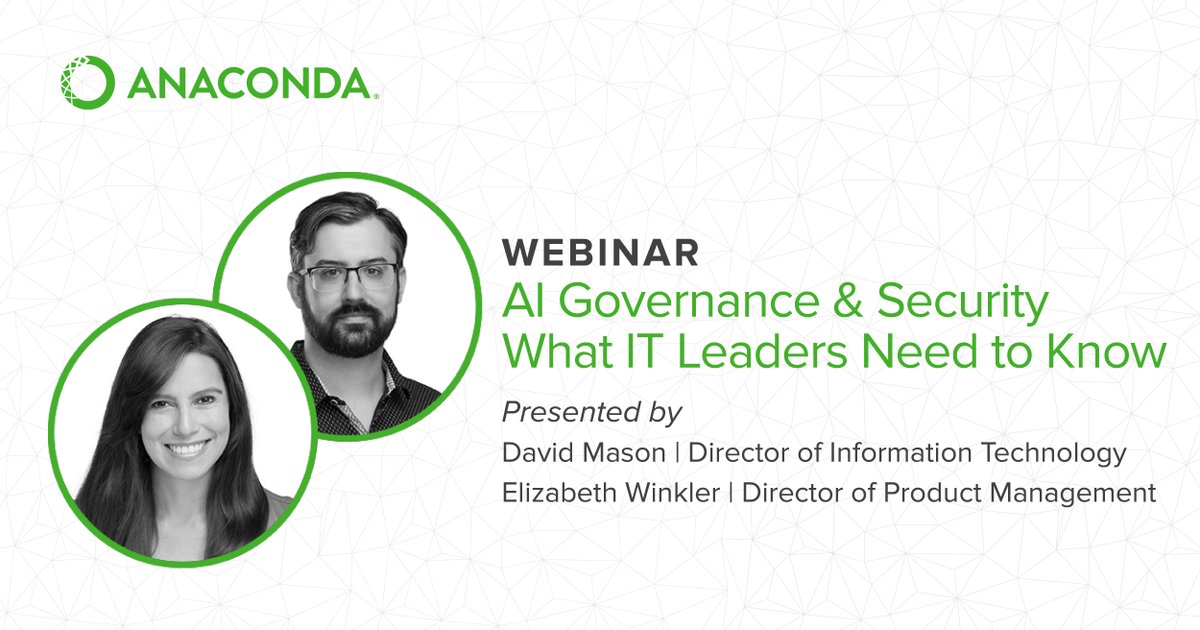 ANACONDA®
WEBINAR
AI Governance & Security
What IT Leaders Need to Know
Presented by
David Mason | Director of Information Technology
Elizabeth Winkler | Director of Product Management